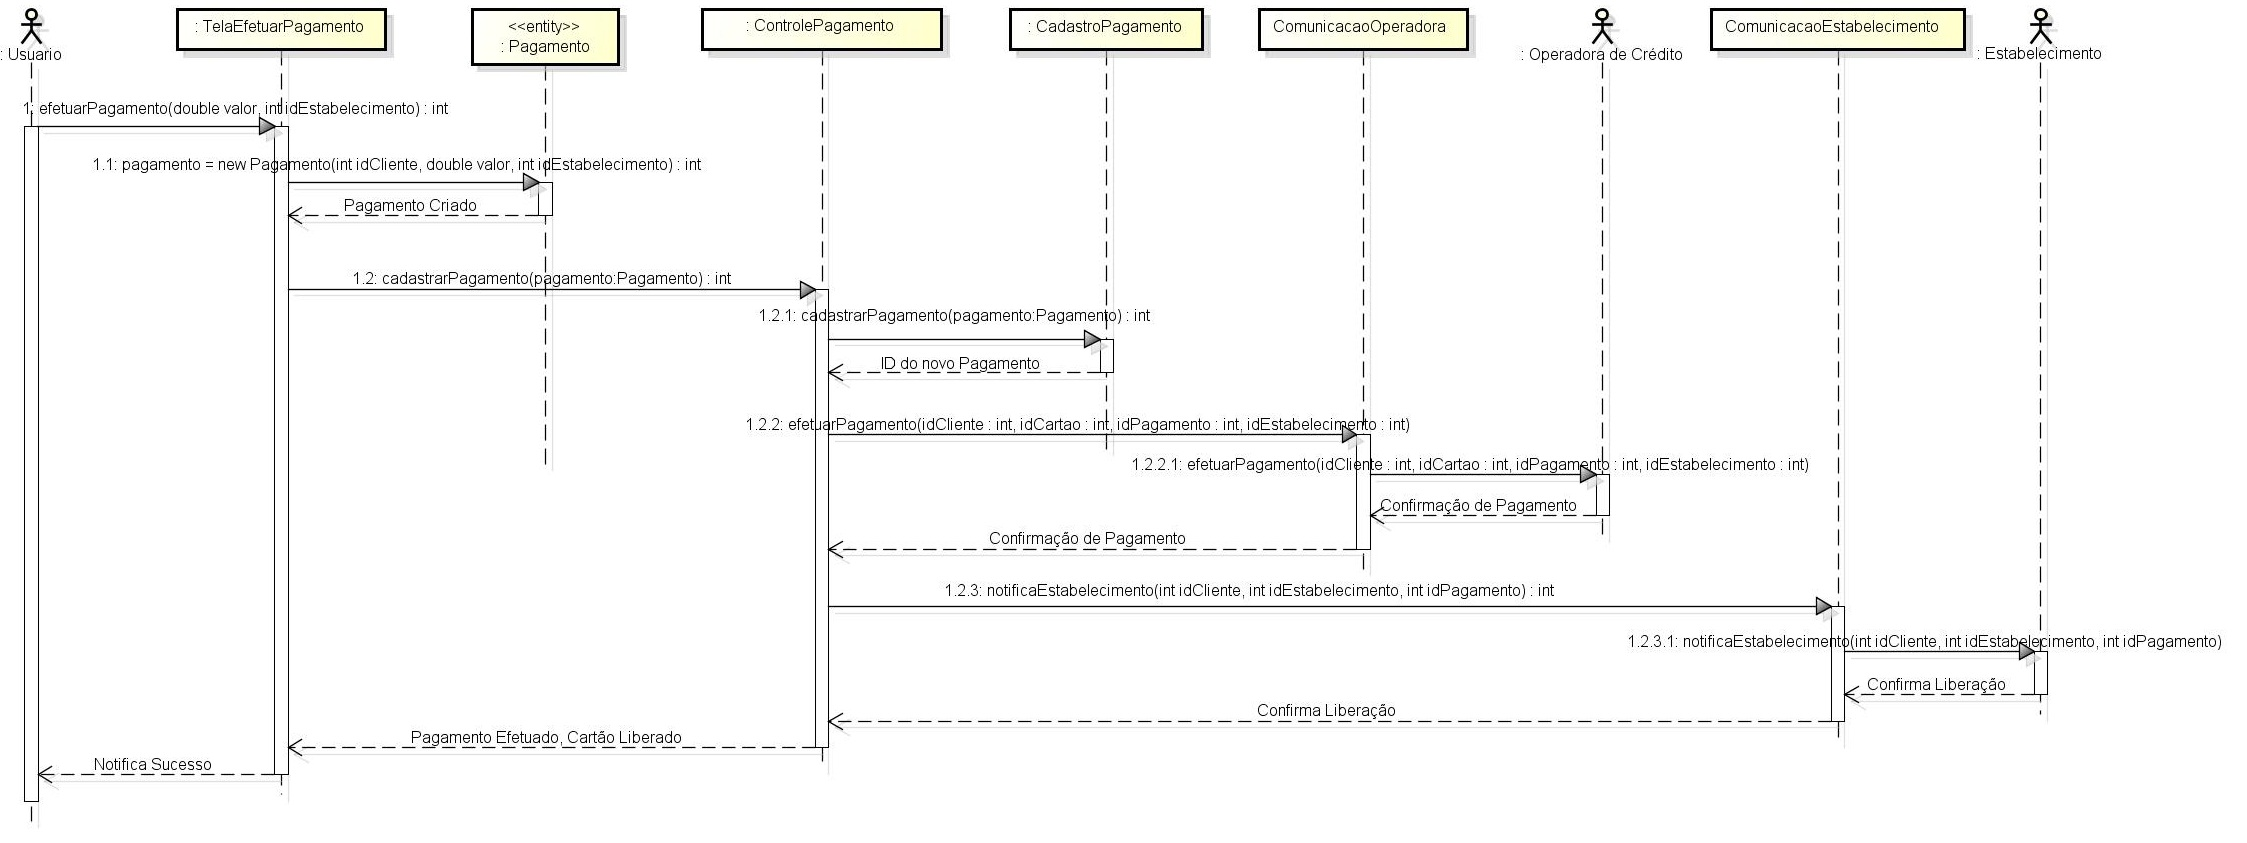 : Usuario
: TelaEfetuarPagamento
<<entity>>
: Pagamento
: ControlePagamento
: CadastroPagamento
ComunicacaoOperadora
: Operadora de Crédito
ComunicacaoEstabelecimento
: Estabelecimento
1: efetuarPagamento(double valor, int idEstabelecimento) : int
1.1: pagamento = new Pagamento(int idCliente, double valor, int idEstabelecimento) : int
Pagamento Criado
1.2: cadastrarPagamento(pagamento:Pagamento) : int
1.2.1: cadastrarPagamento(pagamento:Pagamento) : int
ID do novo Pagamento
1.2.2: efetuarPagamento(idCliente : int, idCartao : int, idPagamento : int, idEstabelecimento : int)
1.2.2.1: efetuarPagamento(idCliente : int, idCartao : int, idPagamento : int, idEstabelecimento : int)
Confirmação de Pagamento
Confirmação de Pagamento
1.2.3: notificaEstabelecimento(int idCliente, int idEstabelecimento, int idPagamento) : int
1.2.3.1: notificaEstabelecimento(int idCliente, int idEstabelecimento, int idPagamento)
Confirma Liberação
Confirma Liberação
Pagamento Efetuado, Cartão Liberado
Notifica Sucesso